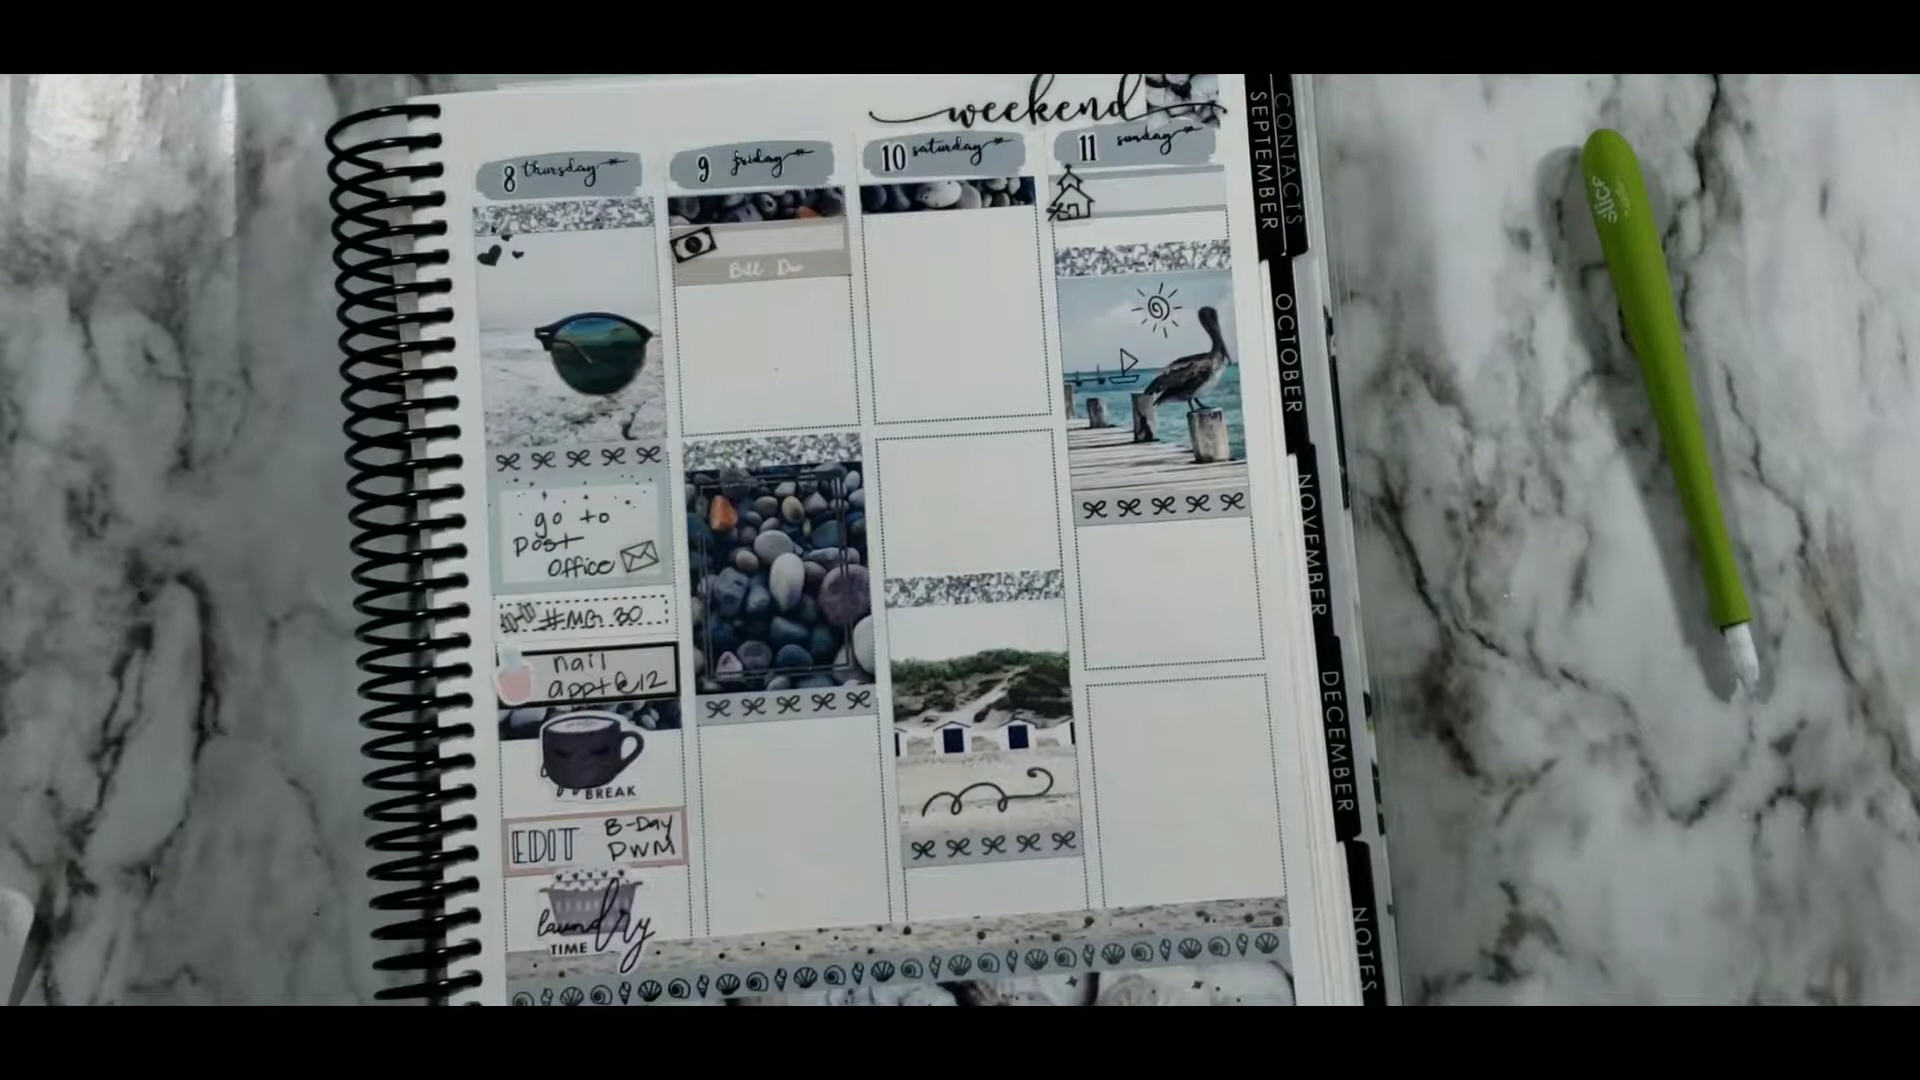 weekend
8 thursday
9 friday
10 saturday
11 sunday
Bill Due
go to
Post
Office
#MG 30
nail
appt @ 12
BREAK
EDIT B-Day
PWM
laundry
TIME
CONTACTS
SEPTEMBER
OCTOBER
NOVEMBER
DECEMBER
NOTES
slice